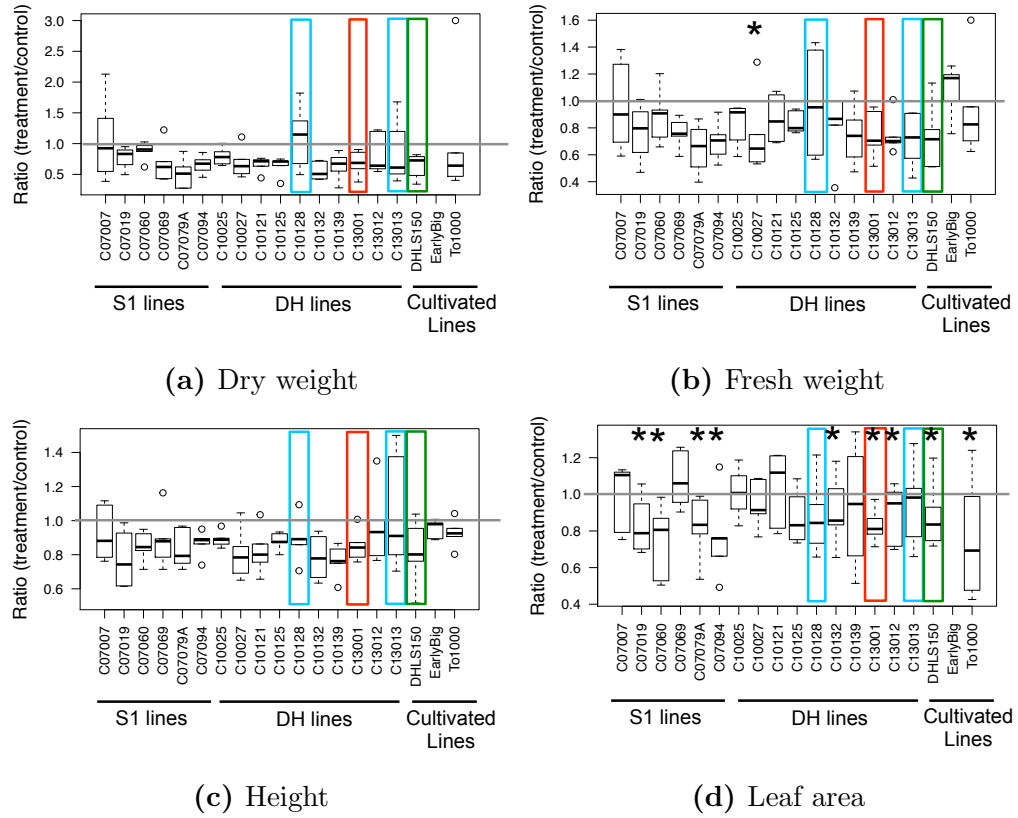 Ratio (treatment/control)
3.0
2.5
2.0
1.5
1.0
0.5
C07007
C07019
C07060
C07069
C07079A
C07094
C10025
C10027
C10121
C10125
C10128
C10132
C10139
C13001
C13012
C13013
DHLS150
EarlyBig
To1000
S1 lines
DH lines
Cultivated
Lines
(a) Dry weight
Ratio (treatment/control)
1.6
1.4
1.2
1.0
0.8
0.6
0.4
*
C07007
C07019
C07060
C07069
C07079A
C07094
C10025
C10027
C10121
C10125
C10128
C10132
C10139
C13001
C13012
C13013
DHLS150
EarlyBig
To1000
S1 lines
DH lines
Cultivated
Lines
(b) Fresh weight
Ratio (treatment/control)
1.4
1.2
1.0
0.8
0.6
C07007
C07019
C07060
C07069
C07079A
C07094
C10025
C10027
C10121
C10125
C10128
C10132
C10139
C13001
C13012
C13013
DHLS150
EarlyBig
To1000
S1 lines
DH lines
Cultivated
Lines
(c) Height
Ratio (treatment/control)
1.2
1.0
0.8
0.6
0.4
* * * * * * * * *
C07007
C07019
C07060
C07069
C07079A
C07094
C10025
C10027
C10121
C10125
C10128
C10132
C10139
C13001
C13012
C13013
DHLS150
EarlyBig
To1000
S1 lines
DH lines
Cultivated
Lines
(d) Leaf area